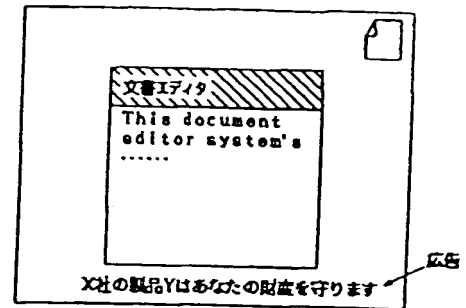 文書エディタ
This document
editor system's
......
X社の製品Yはあなたの財産を守ります
広告